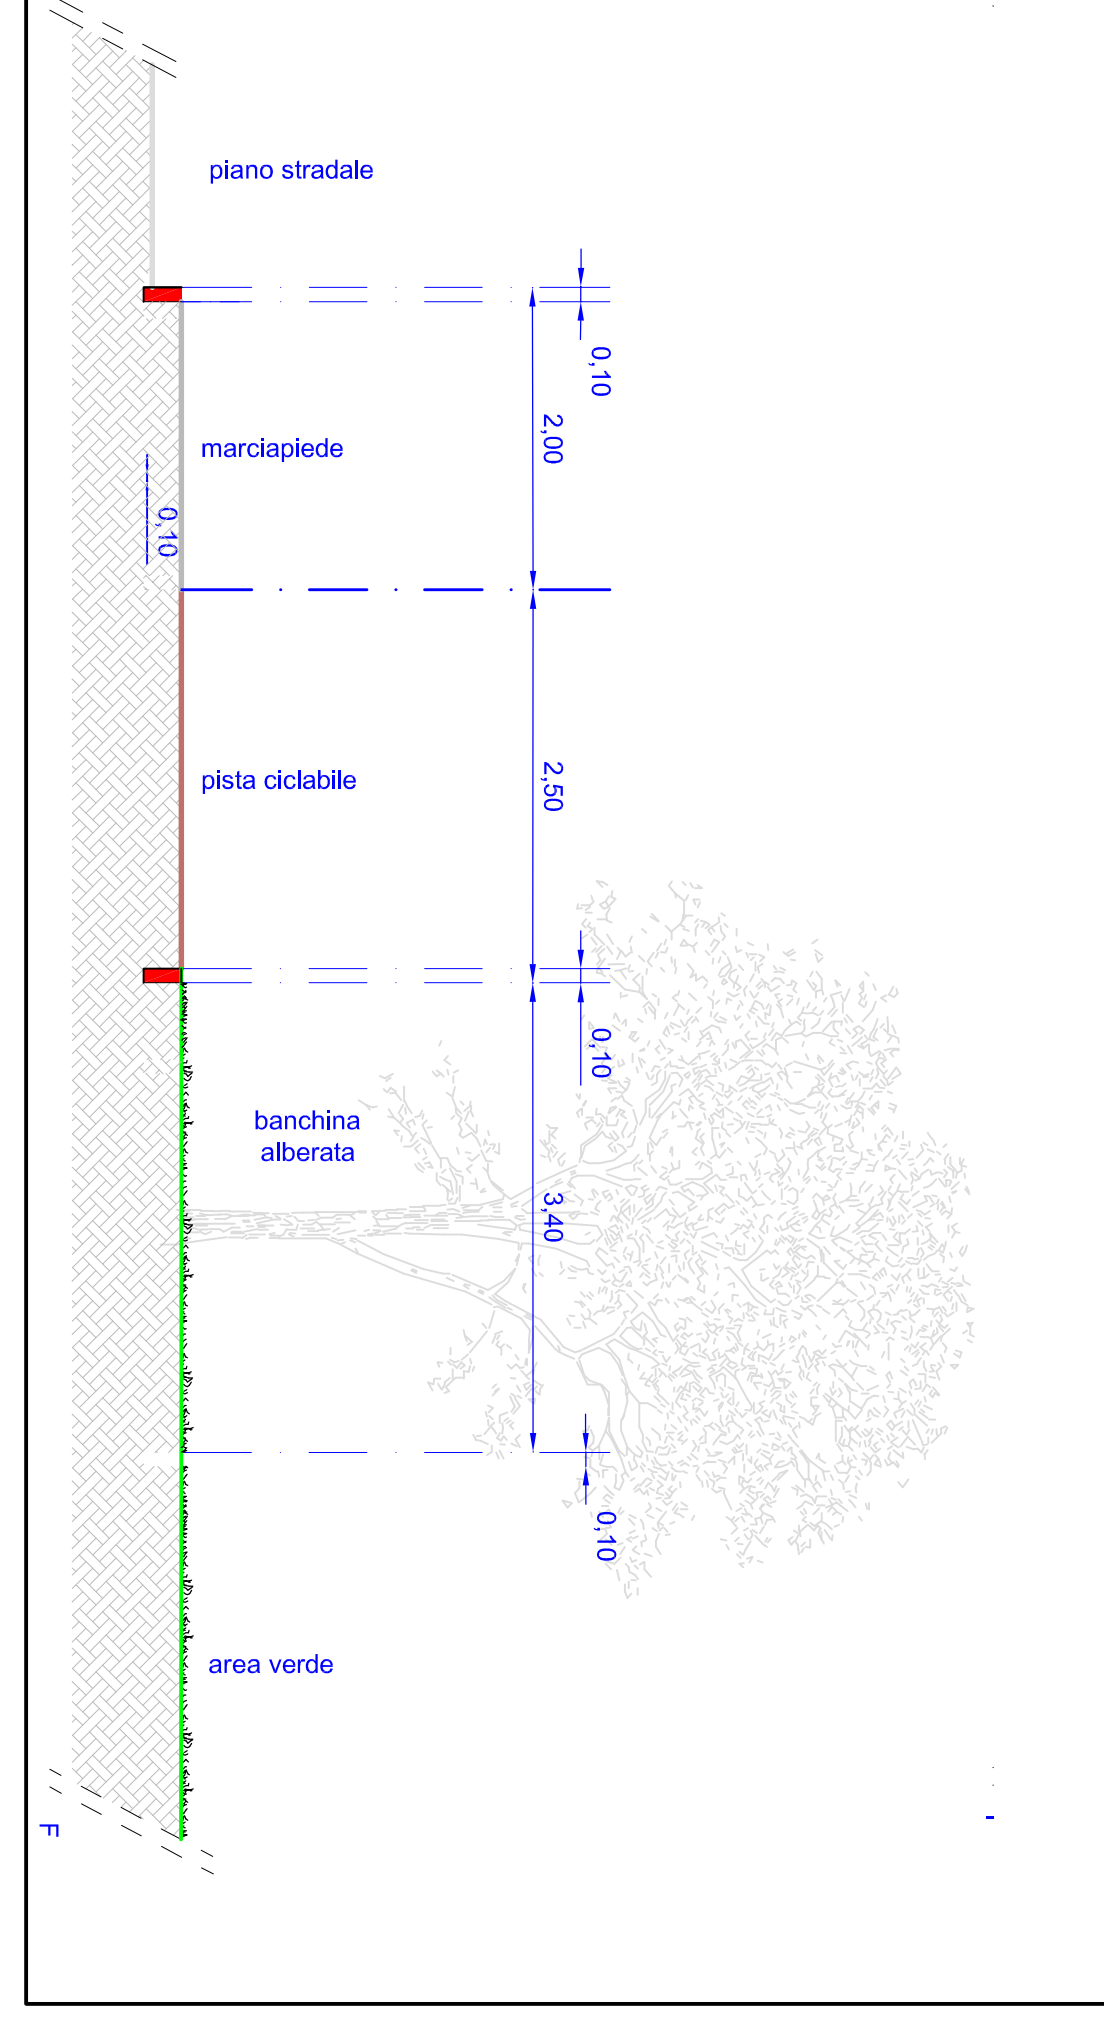 piano stradale
0,10
2,00
marciapiede
0,10
2,50
pista ciclabile
0,10
banchina
alberata
3,40
0,10
area verde
F